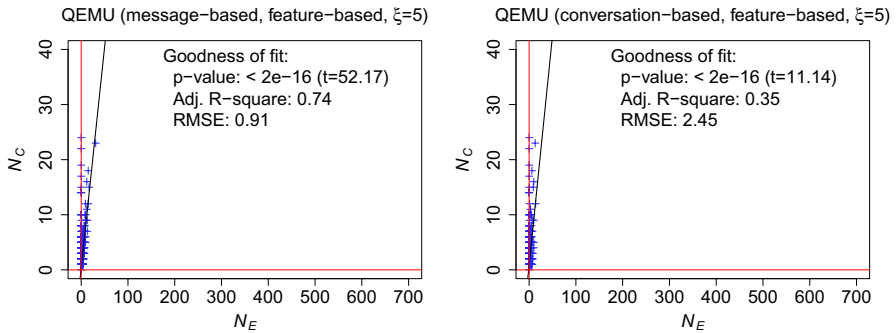 QEMU (message−based, feature−based, ξ=5)
Goodness of fit:
p−value: < 2e−16 (t=52.17)
Adj. R−square: 0.74
RMSE: 0.91
40
30
20
10
0
N_C
0 100 200 300 400 500 600 700
N_E
QEMU (conversation−based, feature−based, ξ=5)
Goodness of fit:
p−value: < 2e−16 (t=11.14)
Adj. R−square: 0.35
RMSE: 2.45
40
30
20
10
0
N_C
0 100 200 300 400 500 600 700
N_E